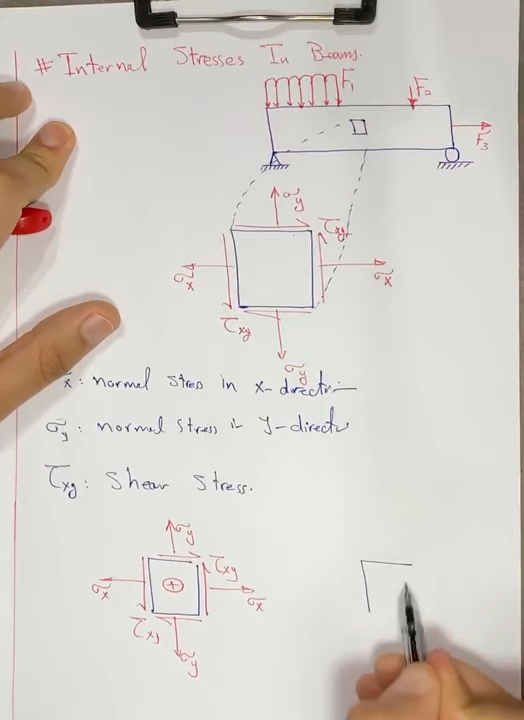 # Internal Stresses In Beams.
F₁
F₂
F₃
σy
τxy
σx
σx
τxy
σy
x: normal stress in x-direction
σy: normal stress in y-direction
τxy: Shear stress.
σy
τxy
σx
+
σx
τxy
σy